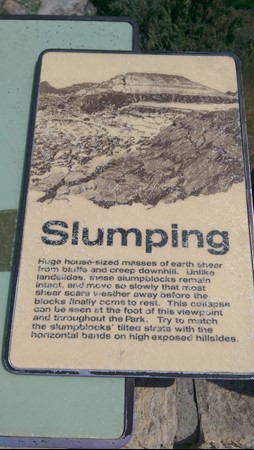 Slumping
Huge house-sized masses of earth shear
from bluffs and creep downhill. Unlike
landslides, these slumpblocks remain
intact, and move so slowly that most
shear scars weather away before the
blocks finally come to rest. This collapse
can be seen at the foot of this viewpoint
and throughout the Park. Try to match
the slumpblocks' tilted strata with the
horizontal bands on high exposed hillsides.